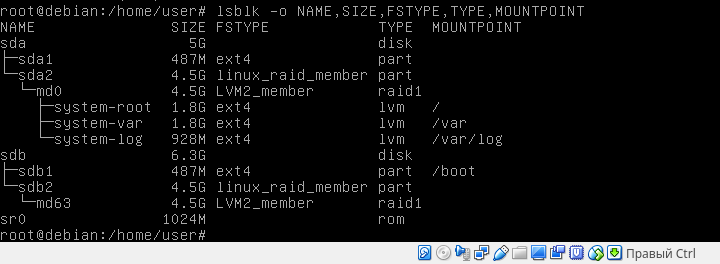 root@debian:/home/user# lsblk -o NAME,SIZE,FSTYPE,TYPE,MOUNTPOINT
NAME                SIZE FSTYPE            TYPE  MOUNTPOINT
sda                   5G                   disk
├─sda1              487M ext4              part
└─sda2              4.5G linux_raid_member part
  └─md0             4.5G LVM2_member       raid1
    ├─system-root   1.8G ext4              lvm   /
    ├─system-var    1.8G ext4              lvm   /var
    └─system-log    928M ext4              lvm   /var/log
sdb                 6.3G                   disk
├─sdb1              487M ext4              part  /boot
└─sdb2              4.5G linux_raid_member part
  └─md63            4.5G LVM2_member       raid1
sr0                1024M                   rom
root@debian:/home/user#
Правый Ctrl